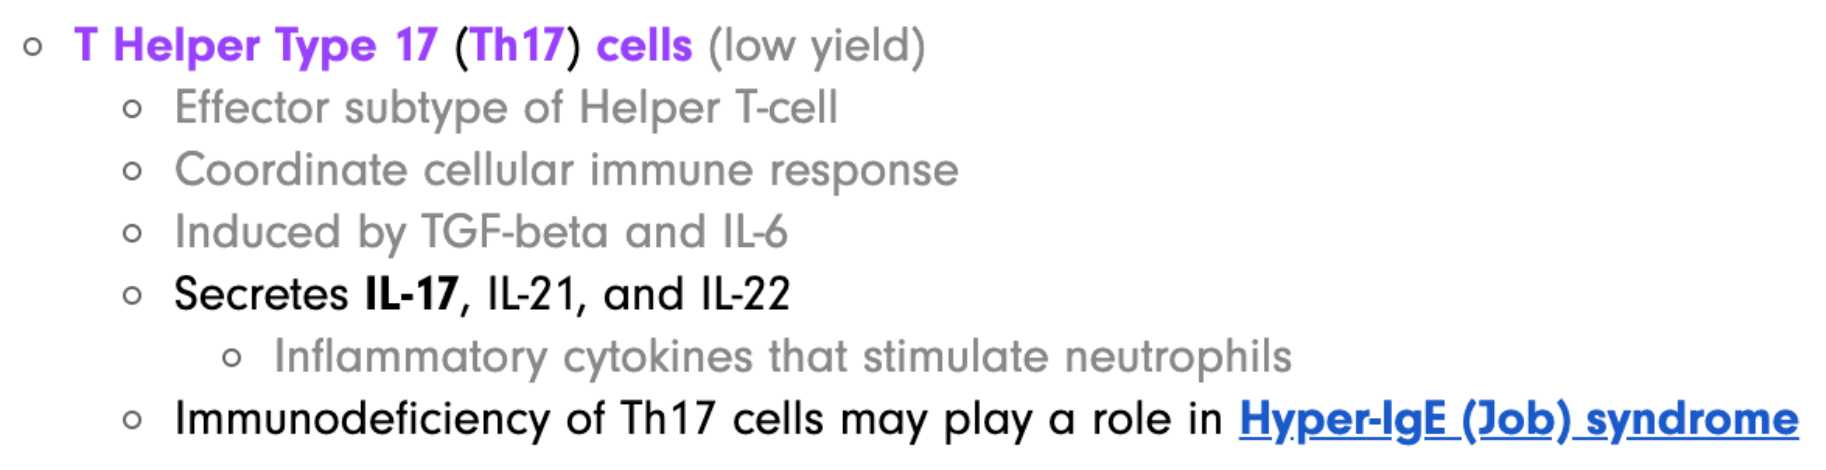 T Helper Type 17 (Th17) cells (low yield)
Effector subtype of Helper T-cell
Coordinate cellular immune response
Induced by TGF-beta and IL-6
Secretes IL-17, IL-21, and IL-22
Inflammatory cytokines that stimulate neutrophils
Immunodeficiency of Th17 cells may play a role in Hyper-IgE (Job) syndrome